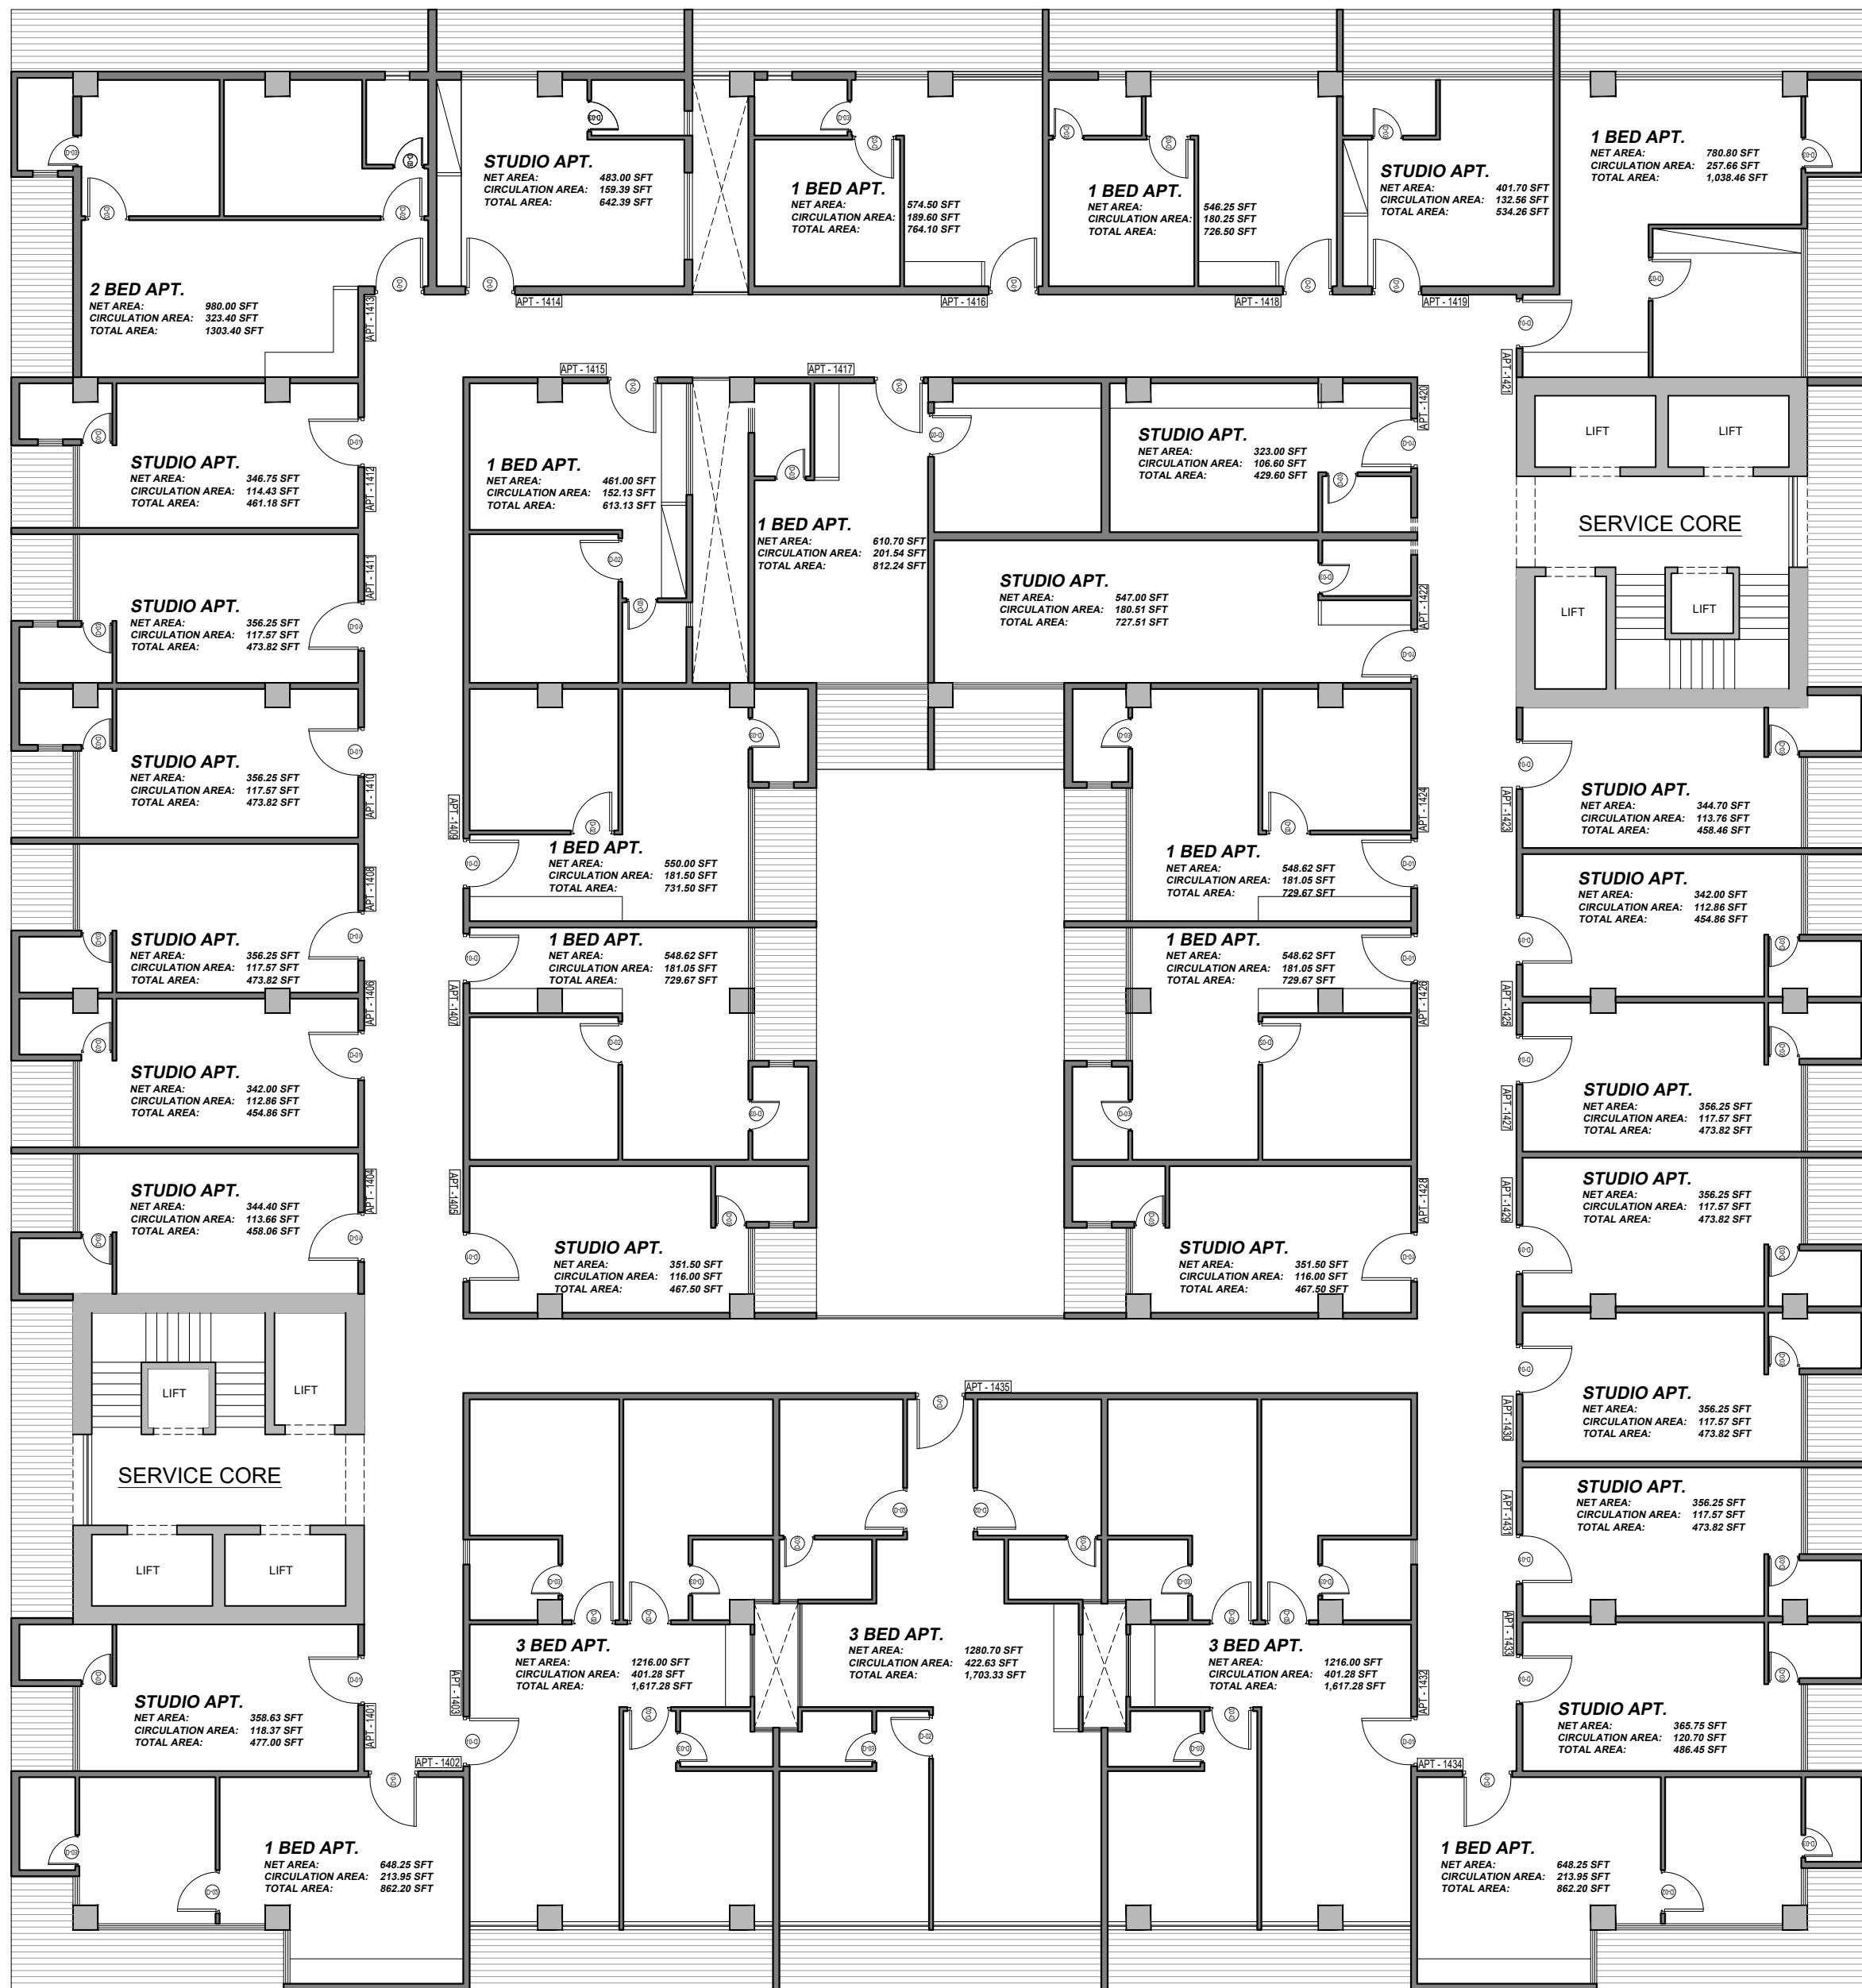 STUDIO APT.
NET AREA: 483.00 SFT
CIRCULATION AREA: 159.39 SFT
TOTAL AREA: 642.39 SFT
APT - 1414
1 BED APT.
NET AREA: 574.50 SFT
CIRCULATION AREA: 189.60 SFT
TOTAL AREA: 764.10 SFT
APT - 1416
1 BED APT.
NET AREA: 546.25 SFT
CIRCULATION AREA: 180.25 SFT
TOTAL AREA: 726.50 SFT
APT - 1418
STUDIO APT.
NET AREA: 401.70 SFT
CIRCULATION AREA: 132.56 SFT
TOTAL AREA: 534.26 SFT
APT - 1419
1 BED APT.
NET AREA: 780.80 SFT
CIRCULATION AREA: 257.66 SFT
TOTAL AREA: 1,038.46 SFT
APT - 1421
2 BED APT.
NET AREA: 980.00 SFT
CIRCULATION AREA: 323.40 SFT
TOTAL AREA: 1303.40 SFT
APT - 1413
STUDIO APT.
NET AREA: 346.75 SFT
CIRCULATION AREA: 114.43 SFT
TOTAL AREA: 461.18 SFT
D-01
APT - 1412
APT - 1415
1 BED APT.
NET AREA: 461.00 SFT
CIRCULATION AREA: 152.13 SFT
TOTAL AREA: 613.13 SFT
D-02
APT - 1417
1 BED APT.
NET AREA: 610.70 SFT
CIRCULATION AREA: 201.54 SFT
TOTAL AREA: 812.24 SFT
STUDIO APT.
NET AREA: 323.00 SFT
CIRCULATION AREA: 106.60 SFT
TOTAL AREA: 429.60 SFT
APT - 1420
LIFT
LIFT
SERVICE CORE
LIFT
LIFT
STUDIO APT.
NET AREA: 356.25 SFT
CIRCULATION AREA: 117.57 SFT
TOTAL AREA: 473.82 SFT
APT - 1411
STUDIO APT.
NET AREA: 547.00 SFT
CIRCULATION AREA: 180.51 SFT
TOTAL AREA: 727.51 SFT
APT - 1422
STUDIO APT.
NET AREA: 356.25 SFT
CIRCULATION AREA: 117.57 SFT
TOTAL AREA: 473.82 SFT
D-01
APT - 1410
APT - 1409
1 BED APT.
NET AREA: 550.00 SFT
CIRCULATION AREA: 181.50 SFT
TOTAL AREA: 731.50 SFT
1 BED APT.
NET AREA: 548.62 SFT
CIRCULATION AREA: 181.05 SFT
TOTAL AREA: 729.67 SFT
D-01
APT - 1424
STUDIO APT.
NET AREA: 344.70 SFT
CIRCULATION AREA: 113.76 SFT
TOTAL AREA: 458.46 SFT
APT - 1423
STUDIO APT.
NET AREA: 356.25 SFT
CIRCULATION AREA: 117.57 SFT
TOTAL AREA: 473.82 SFT
APT - 1408
1 BED APT.
NET AREA: 548.62 SFT
CIRCULATION AREA: 181.05 SFT
TOTAL AREA: 729.67 SFT
D-02
APT - 1407
1 BED APT.
NET AREA: 548.62 SFT
CIRCULATION AREA: 181.05 SFT
TOTAL AREA: 729.67 SFT
D-01
APT - 1426
STUDIO APT.
NET AREA: 342.00 SFT
CIRCULATION AREA: 112.86 SFT
TOTAL AREA: 454.86 SFT
APT - 1425
STUDIO APT.
NET AREA: 342.00 SFT
CIRCULATION AREA: 112.86 SFT
TOTAL AREA: 454.86 SFT
D-01
APT - 1406
STUDIO APT.
NET AREA: 356.25 SFT
CIRCULATION AREA: 117.57 SFT
TOTAL AREA: 473.82 SFT
APT - 1427
STUDIO APT.
NET AREA: 344.40 SFT
CIRCULATION AREA: 113.66 SFT
TOTAL AREA: 458.06 SFT
APT - 1404
STUDIO APT.
NET AREA: 351.50 SFT
CIRCULATION AREA: 116.00 SFT
TOTAL AREA: 467.50 SFT
APT - 1405
STUDIO APT.
NET AREA: 351.50 SFT
CIRCULATION AREA: 116.00 SFT
TOTAL AREA: 467.50 SFT
APT - 1428
STUDIO APT.
NET AREA: 356.25 SFT
CIRCULATION AREA: 117.57 SFT
TOTAL AREA: 473.82 SFT
APT - 1429
LIFT
LIFT
SERVICE CORE
LIFT
LIFT
APT - 1435
STUDIO APT.
NET AREA: 356.25 SFT
CIRCULATION AREA: 117.57 SFT
TOTAL AREA: 473.82 SFT
APT - 1430
STUDIO APT.
NET AREA: 356.25 SFT
CIRCULATION AREA: 117.57 SFT
TOTAL AREA: 473.82 SFT
APT - 1431
3 BED APT.
NET AREA: 1216.00 SFT
CIRCULATION AREA: 401.28 SFT
TOTAL AREA: 1,617.28 SFT
APT - 1403
3 BED APT.
NET AREA: 1280.70 SFT
CIRCULATION AREA: 422.63 SFT
TOTAL AREA: 1,703.33 SFT
D-02
3 BED APT.
NET AREA: 1216.00 SFT
CIRCULATION AREA: 401.28 SFT
TOTAL AREA: 1,617.28 SFT
D-01
APT - 1432
APT - 1433
STUDIO APT.
NET AREA: 358.63 SFT
CIRCULATION AREA: 118.37 SFT
TOTAL AREA: 477.00 SFT
D-01
APT - 1401
STUDIO APT.
NET AREA: 365.75 SFT
CIRCULATION AREA: 120.70 SFT
TOTAL AREA: 486.45 SFT
APT - 1402
1 BED APT.
NET AREA: 648.25 SFT
CIRCULATION AREA: 213.95 SFT
TOTAL AREA: 862.20 SFT
APT - 1434
1 BED APT.
NET AREA: 648.25 SFT
CIRCULATION AREA: 213.95 SFT
TOTAL AREA: 862.20 SFT